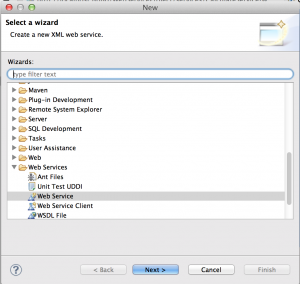 New
Select a wizard
Create a new XML web service.
Wizards:
type filter text
Maven
Plug-in Development
Remote System Explorer
Server
SQL Development
Tasks
User Assistance
Web
Web Services
Ant Files
Unit Test UDDI
Web Service
Web Service Client
WSDL File
?
< Back
Next >
Cancel
Finish